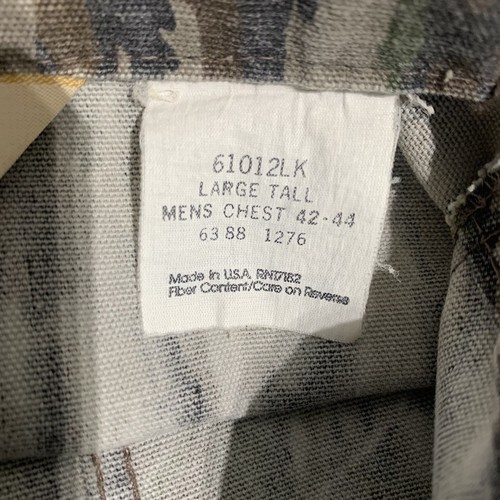 61012LK
LARGE TALL
MENS CHEST 42-44
63 88 1276
Made in U.S.A. RN17182
Fiber Content/Care on Reverse